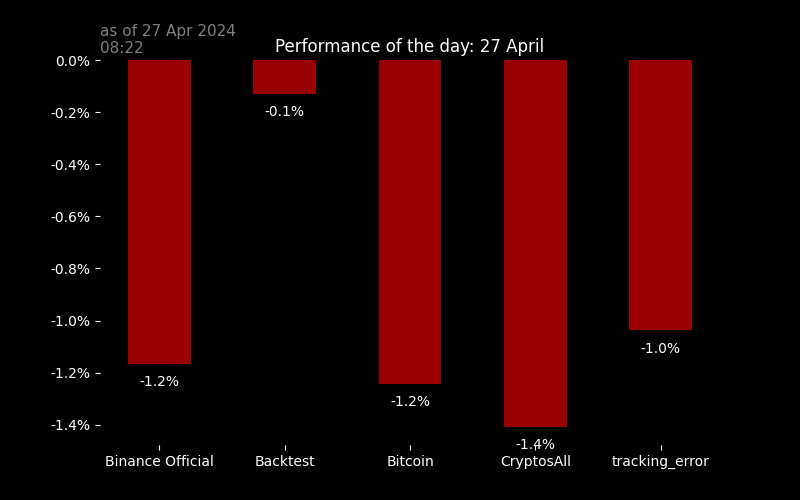 as of 27 Apr 2024
08:22
Performance of the day: 27 April
0.0%
-0.2%
-0.4%
-0.6%
-0.8%
-1.0%
-1.2%
-1.4%
-1.2%
-0.1%
-1.2%
-1.4%
-1.0%
Binance Official
Backtest
Bitcoin
CryptosAll
tracking_error